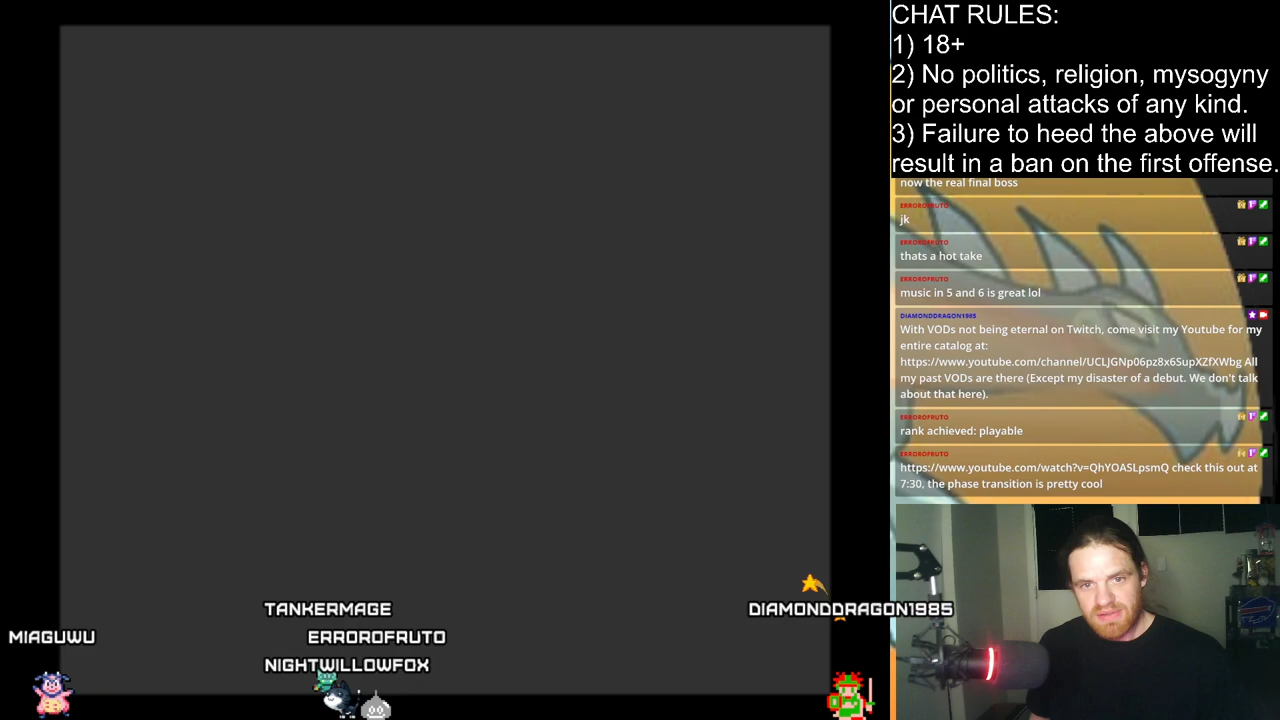 CHAT RULES:
1) 18+
2) No politics, religion, mysogyny
or personal attacks of any kind.
3) Failure to heed the above will
result in a ban on the first offense.
now the real final boss
ERROROFRUTO
jk
ERROROFRUTO
thats a hot take
ERROROFRUTO
music in 5 and 6 is great lol
DIAMONDDRAGON1985
With VODs not being eternal on Twitch, come visit my Youtube for my
entire catalog at:
https://www.youtube.com/channel/UCLJGNp06pz8x6SupXZfXWbg All
my past VODs are there (Except my disaster of a debut. We don't talk
about that here).
ERROROFRUTO
rank achieved: playable
ERROROFRUTO
https://www.youtube.com/watch?v=QhYOASLpsmQ check this out at
7:30, the phase transition is pretty cool
TANKERMAGE
DIAMONDDRAGON1985
MIAGUWU
ERROROFRUTO
NIGHTWILLOWFOX